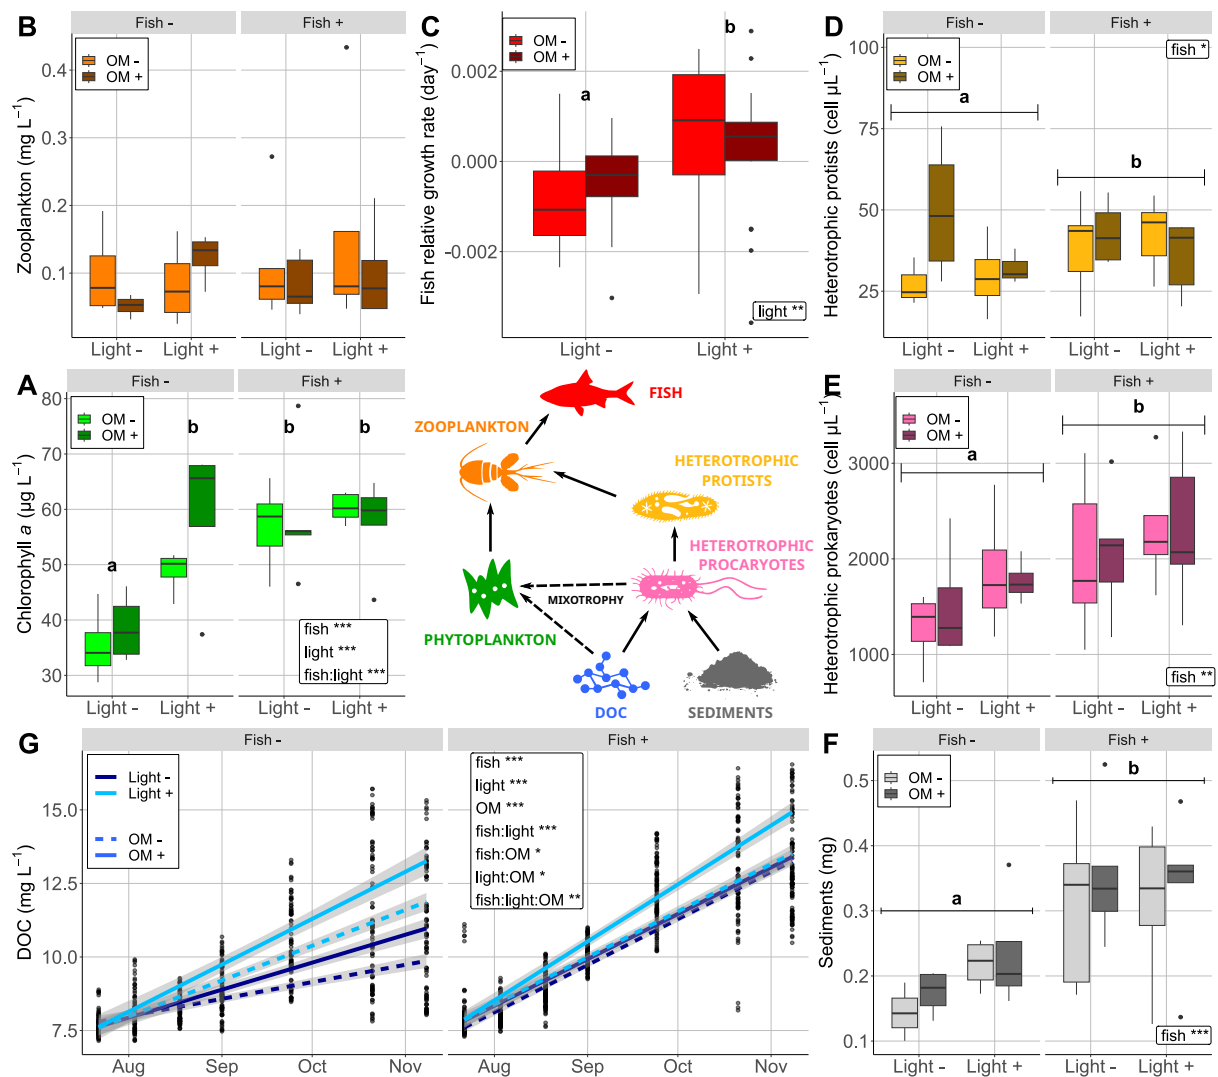 B
Fish -
Fish +
OM -
OM +
Zooplankton (mg L⁻¹)
0.4
0.3
0.2
0.1
Light -
Light +
Light -
Light +
C
OM -
OM +
Fish relative growth rate (day⁻¹)
0.002
0.000
-0.002
a
b
light **
Light -
Light +
D
Fish -
Fish +
OM -
OM +
fish *
Heterotrophic protists (cell µL⁻¹)
100
75
50
25
a
b
Light -
Light +
Light -
Light +
A
Fish -
Fish +
OM -
OM +
Chlorophyll a (µg L⁻¹)
80
70
60
50
40
30
a
b
b
b
fish ***
light ***
fish:light ***
Light -
Light +
Light -
Light +
FISH
ZOOPLANKTON
HETEROTROPHIC
PROTISTS
HETEROTROPHIC
PROCARYOTES
MIXOTROPHY
PHYTOPLANKTON
DOC
SEDIMENTS
E
Fish -
Fish +
OM -
OM +
Heterotrophic prokaryotes (cell µL⁻¹)
3000
2000
1000
a
b
fish **
Light -
Light +
Light -
Light +
G
Fish -
Fish +
Light -
Light +
OM -
OM +
fish ***
light ***
OM ***
fish:light ***
fish:OM *
light:OM *
fish:light:OM **
DOC (mg L⁻¹)
15.0
12.5
10.0
7.5
Aug
Sep
Oct
Nov
Aug
Sep
Oct
Nov
F
Fish -
Fish +
OM -
OM +
Sediments (mg)
0.5
0.4
0.3
0.2
0.1
a
b
fish ***
Light -
Light +
Light -
Light +